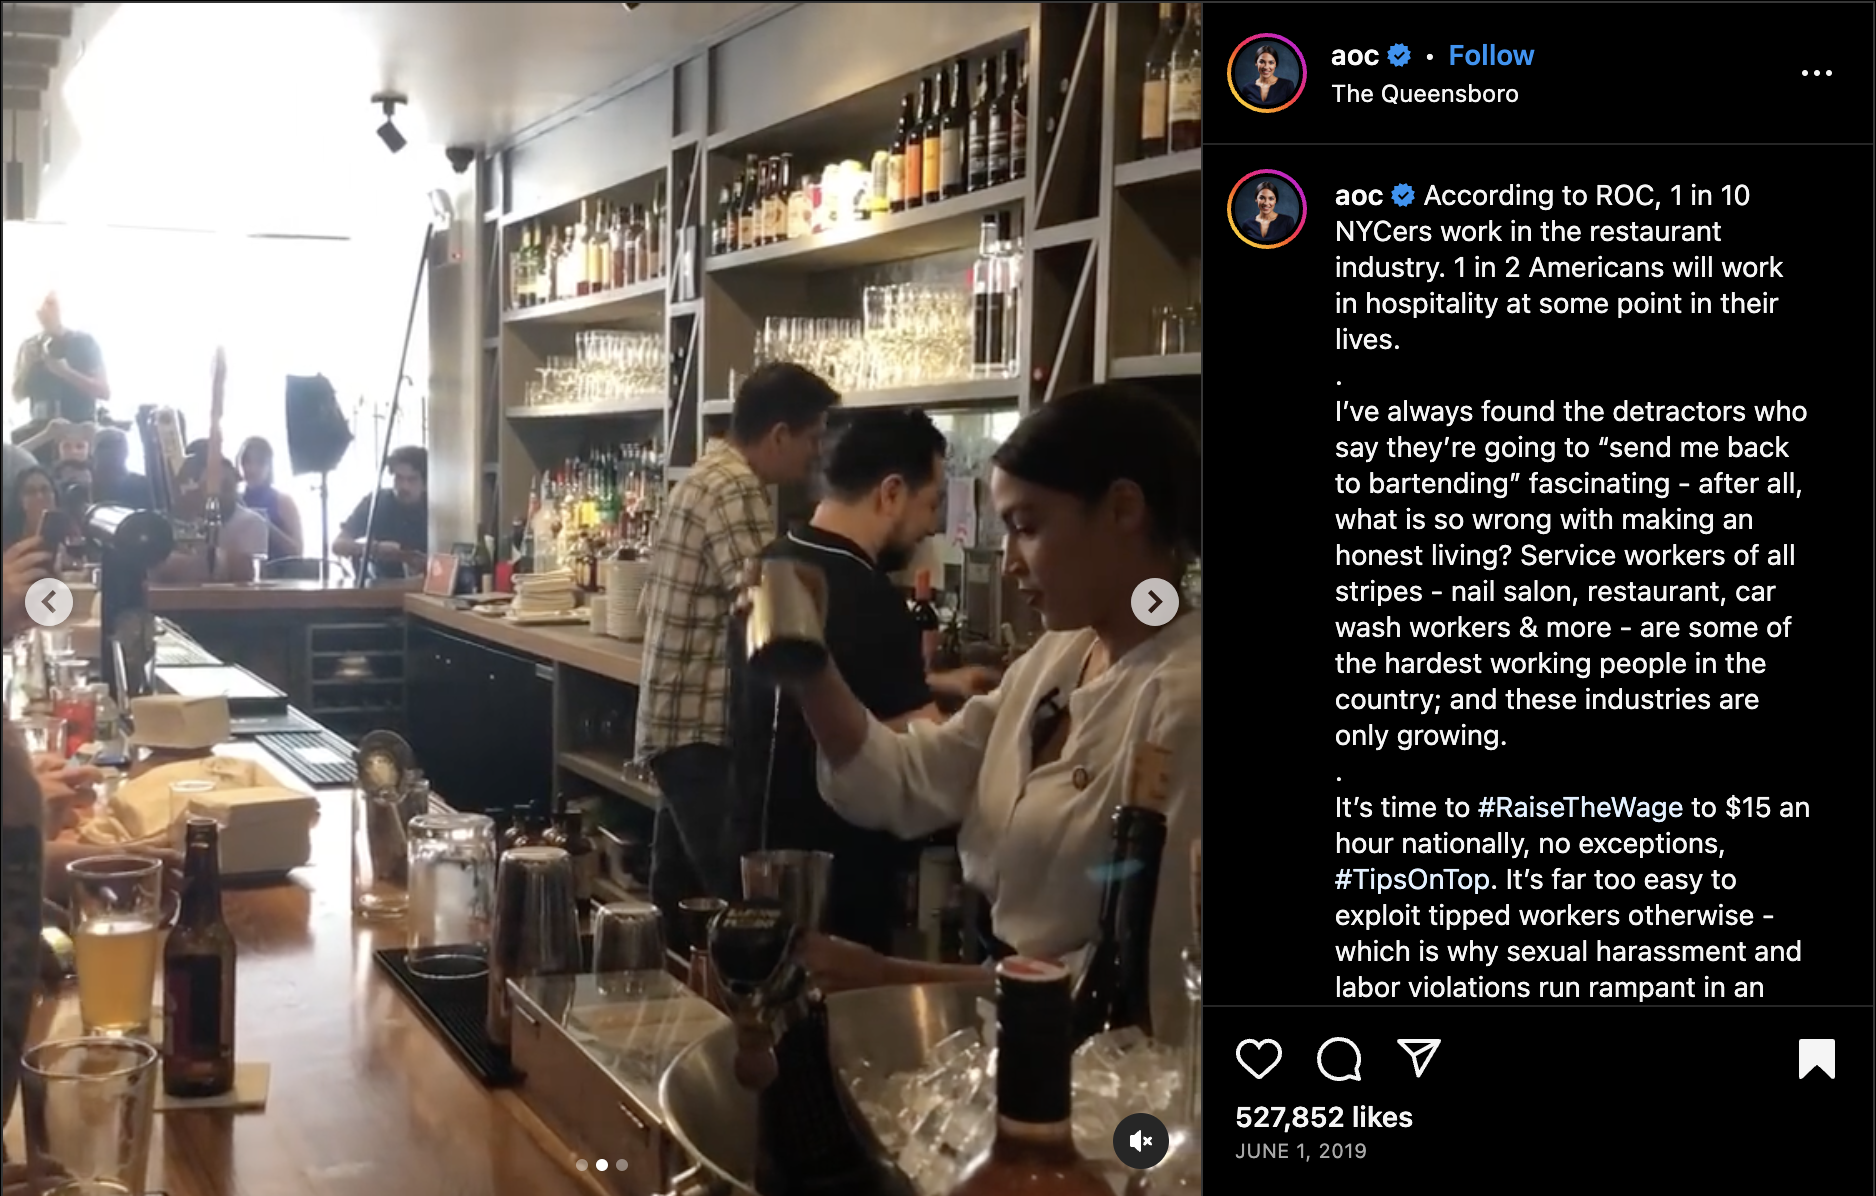 aoc • Follow
The Queensboro
aoc According to ROC, 1 in 10
NYCers work in the restaurant
industry. 1 in 2 Americans will work
in hospitality at some point in their
lives.
.
I’ve always found the detractors who
say they’re going to “send me back
to bartending” fascinating - after all,
what is so wrong with making an
honest living? Service workers of all
stripes - nail salon, restaurant, car
wash workers & more - are some of
the hardest working people in the
country; and these industries are
only growing.
.
It’s time to #RaiseTheWage to $15 an
hour nationally, no exceptions,
#TipsOnTop. It’s far too easy to
exploit tipped workers otherwise -
which is why sexual harassment and
labor violations run rampant in an
527,852 likes
JUNE 1, 2019